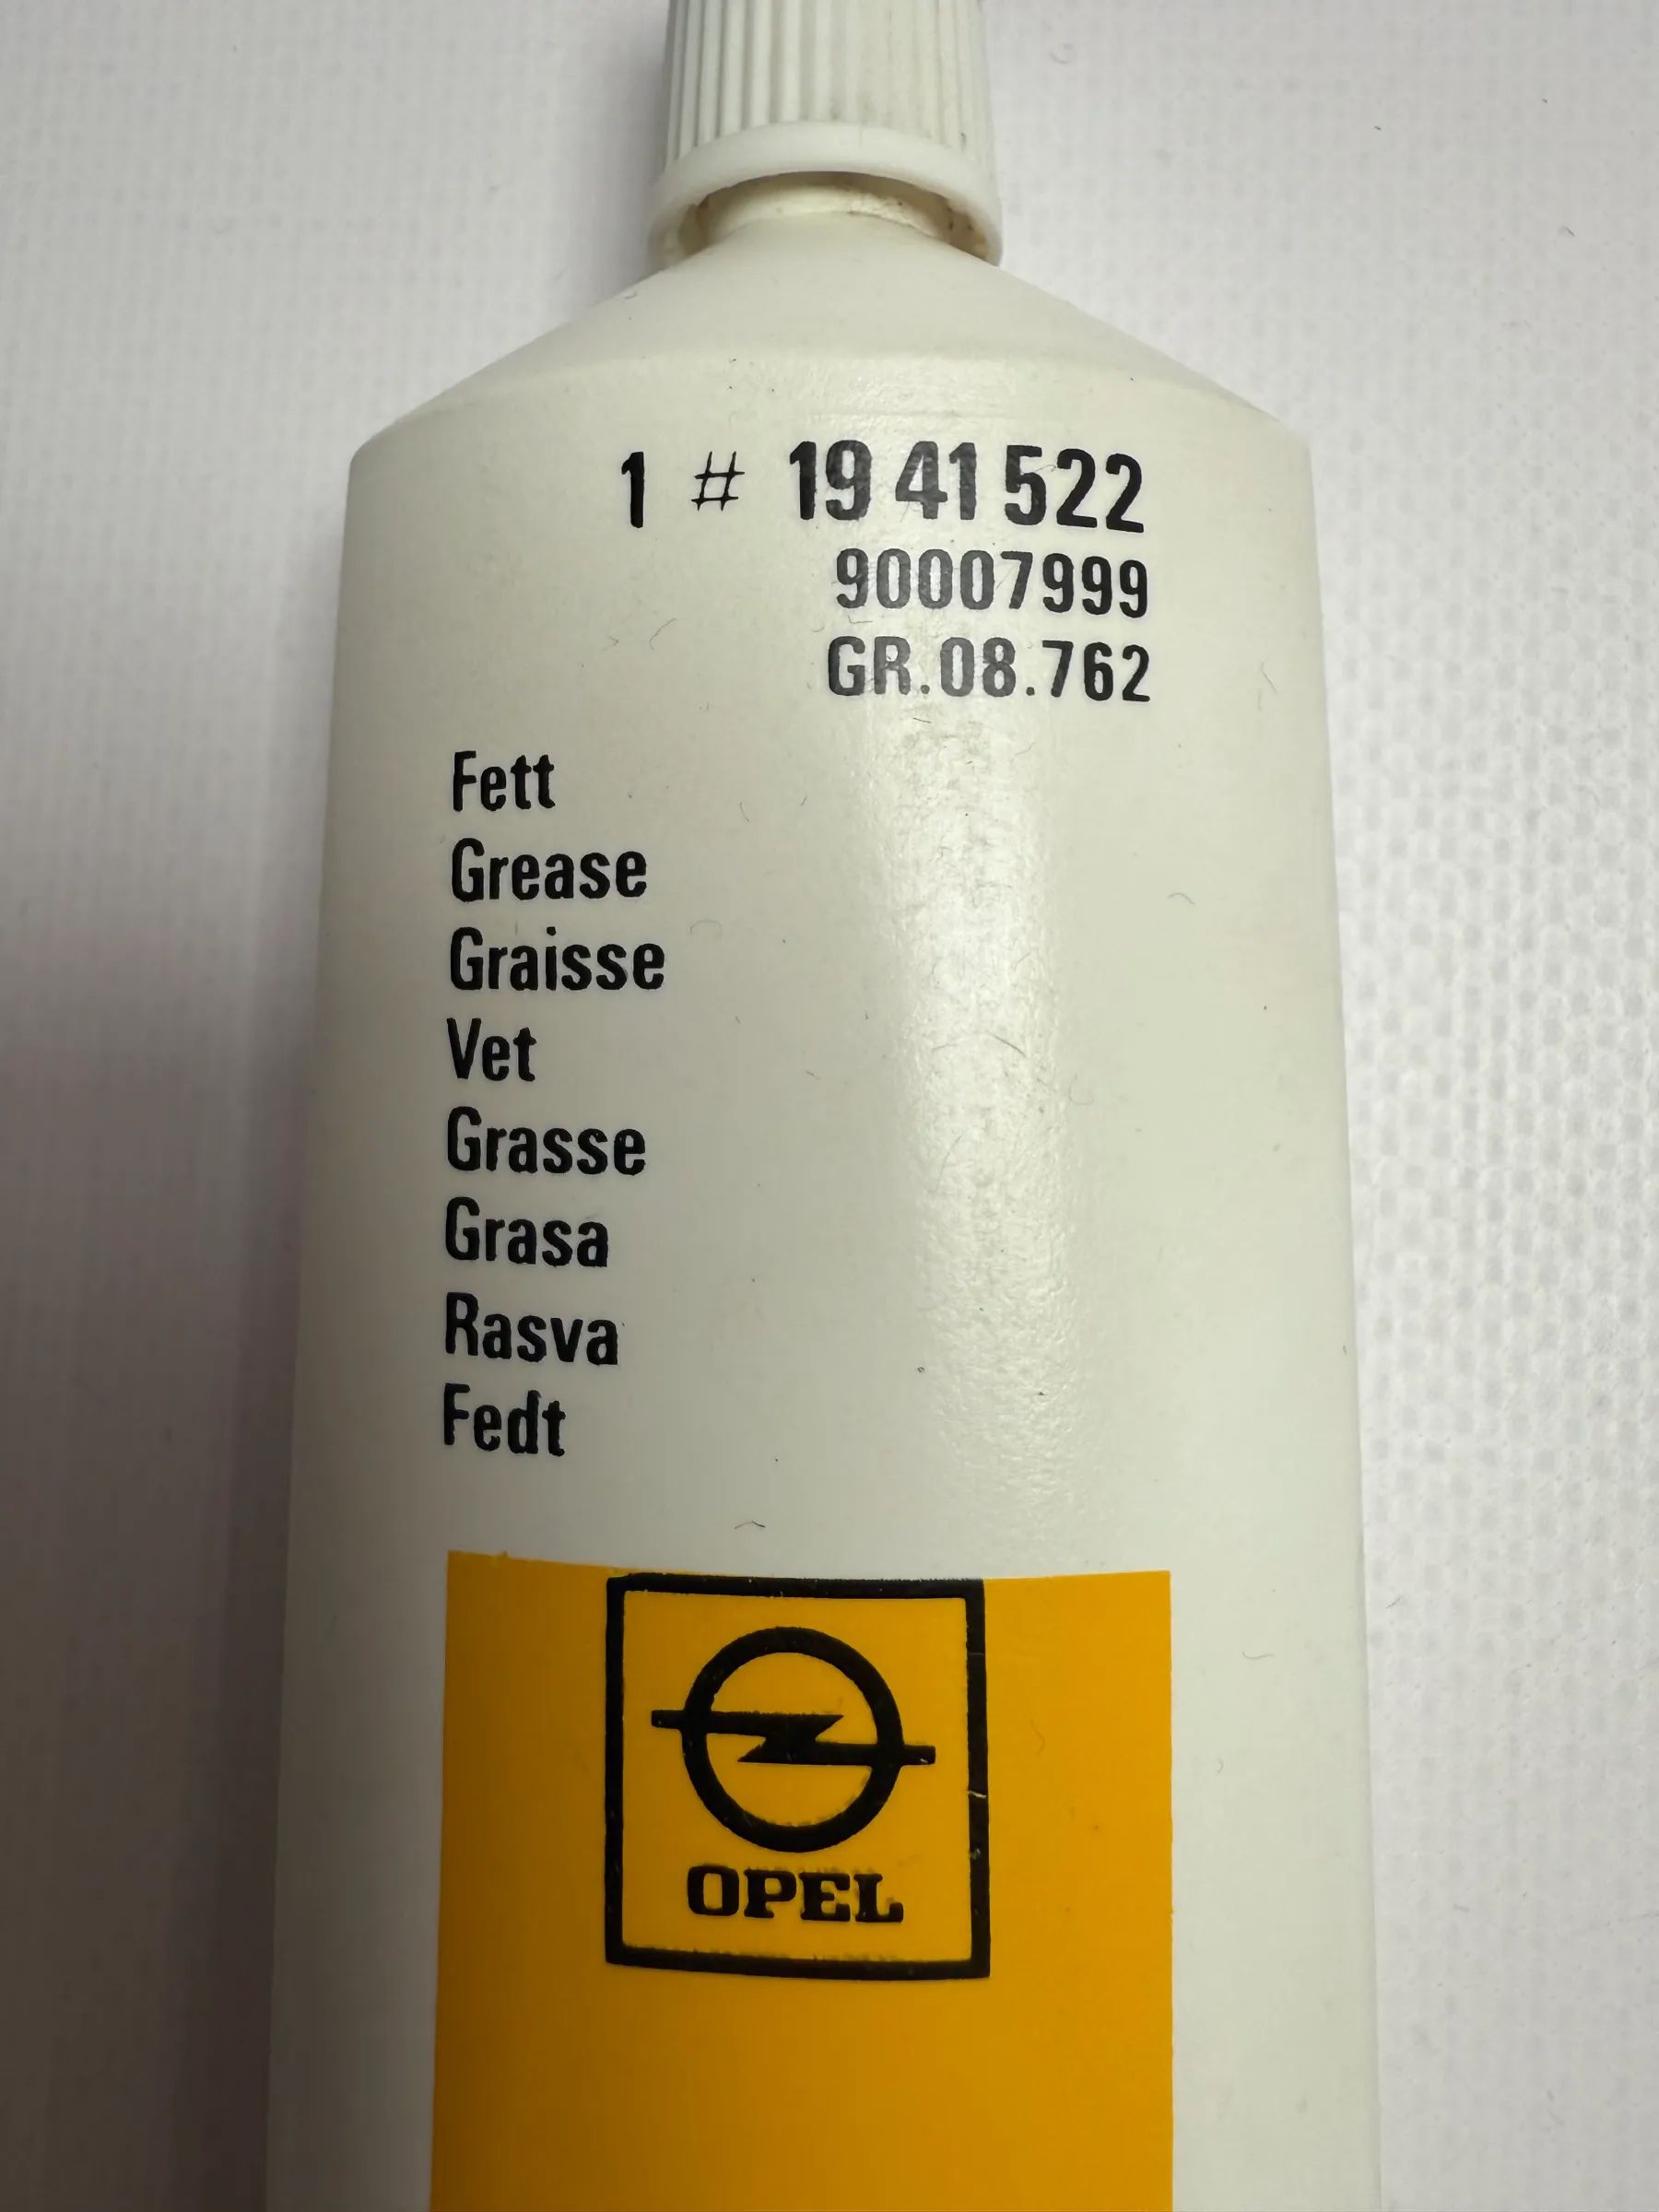 1 # 19 41 522
90007999
GR.08.762
Fett
Grease
Graisse
Vet
Grasse
Grasa
Rasva
Fedt
OPEL